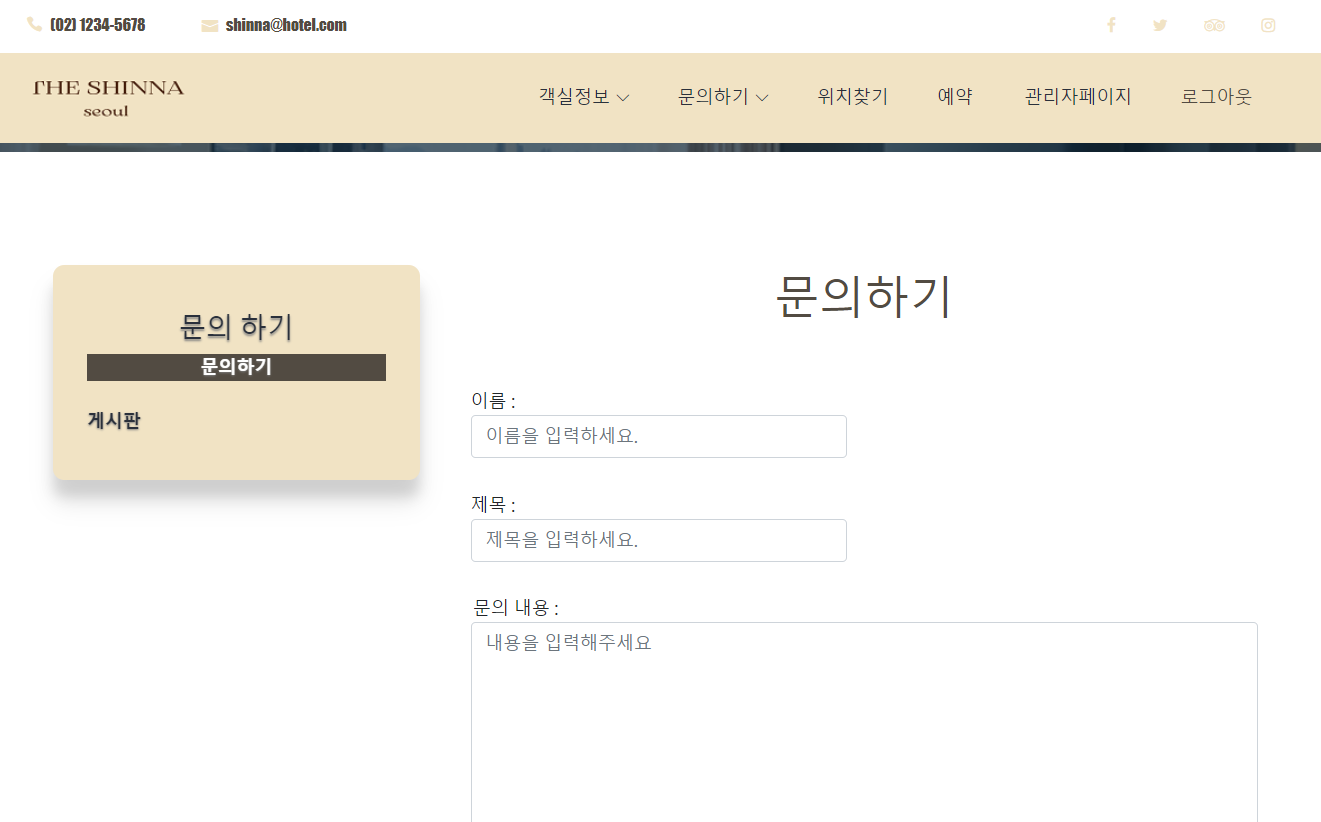 (02) 1234-5678 shinna@hotel.com
THE SHINNA
seoul
객실정보 문의하기 위치찾기 예약 관리자페이지 로그아웃
문의 하기
문의하기
게시판
문의하기
이름 :
이름을 입력하세요.
제목 :
제목을 입력하세요.
문의 내용 :
내용을 입력해주세요